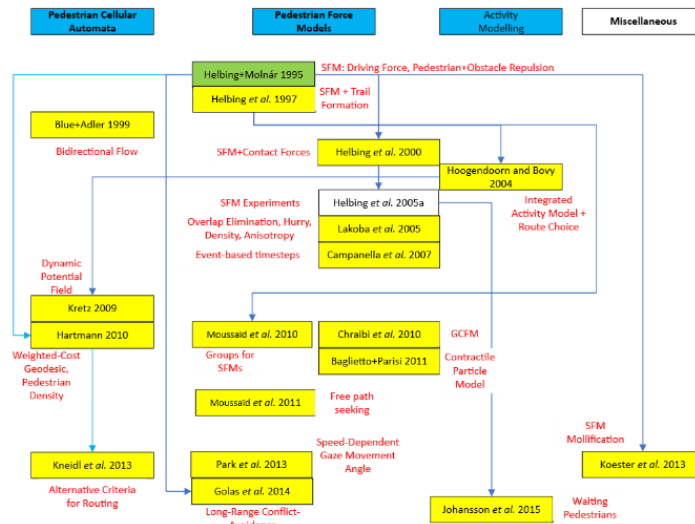 Pedestrian Cellular
Automata
Pedestrian Force
Models
Activity
Modelling
Miscellaneous
Helbing+Molnár 1995
SFM: Driving Force, Pedestrian+Obstacle Repulsion
Helbing et al. 1997
SFM + Trail
Formation
Blue+Adler 1999
Bidirectional Flow
SFM+Contact Forces
Helbing et al. 2000
Hoogendoorn and Bovy
2004
SFM Experiments
Helbing et al. 2005a
Integrated
Activity Model +
Route Choice
Overlap Elimination, Hurry,
Density, Anisotropy
Lakoba et al. 2005
Event-based timesteps
Campanella et al. 2007
Dynamic
Potential
Field
Kretz 2009
Hartmann 2010
Weighted-Cost
Geodesic,
Pedestrian
Density
Moussaïd et al. 2010
Groups for
SFMs
Chraibi et al. 2010
GCFM
Baglietto+Parisi 2011
Contractile
Particle
Model
Moussaïd et al. 2011
Free path
seeking
Speed-Dependent
Gaze Movement
Angle
SFM
Mollification
Kneidl et al. 2013
Alternative Criteria
for Routing
Park et al. 2013
Koester et al. 2013
Golas et al. 2014
Long-Range Conflict-
Johansson et al. 2015
Waiting
Pedestrians